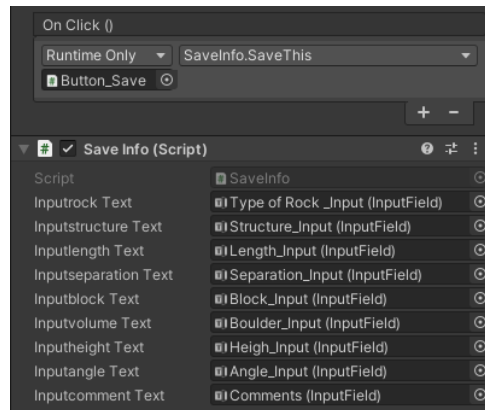 On Click ()
Runtime Only SaveInfo.SaveThis
Button_Save
+ -
# Save Info (Script)
Script SaveInfo
Inputrock Text Type of Rock _Input (InputField)
Inputstructure Text Structure_Input (InputField)
Inputlength Text Length_Input (InputField)
Inputseparation Text Separation_Input (InputField)
Inputblock Text Block_Input (InputField)
Inputvolume Text Boulder_Input (InputField)
Inputheight Text Heigh_Input (InputField)
Inputangle Text Angle_Input (InputField)
Inputcomment Text Comments (InputField)